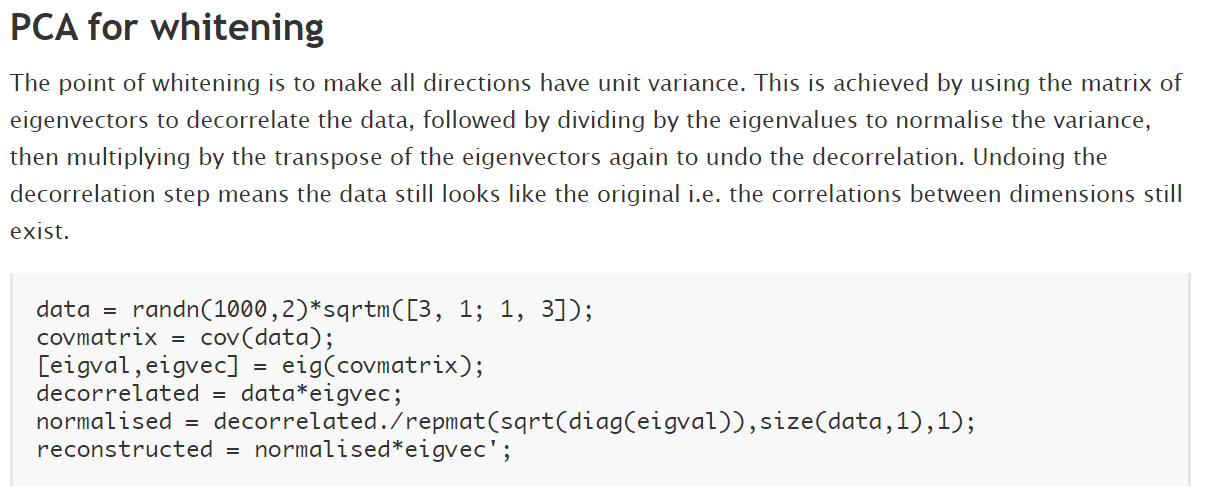 PCA for whitening
The point of whitening is to make all directions have unit variance. This is achieved by using the matrix of
eigenvectors to decorrelate the data, followed by dividing by the eigenvalues to normalise the variance,
then multiplying by the transpose of the eigenvectors again to undo the decorrelation. Undoing the
decorrelation step means the data still looks like the original i.e. the correlations between dimensions still
exist.
data = randn(1000,2)*sqrtm([3, 1; 1, 3]);
covmatrix = cov(data);
[eigval,eigvec] = eig(covmatrix);
decorrelated = data*eigvec;
normalised = decorrelated./repmat(sqrt(diag(eigval)),size(data,1),1);
reconstructed = normalised*eigvec';